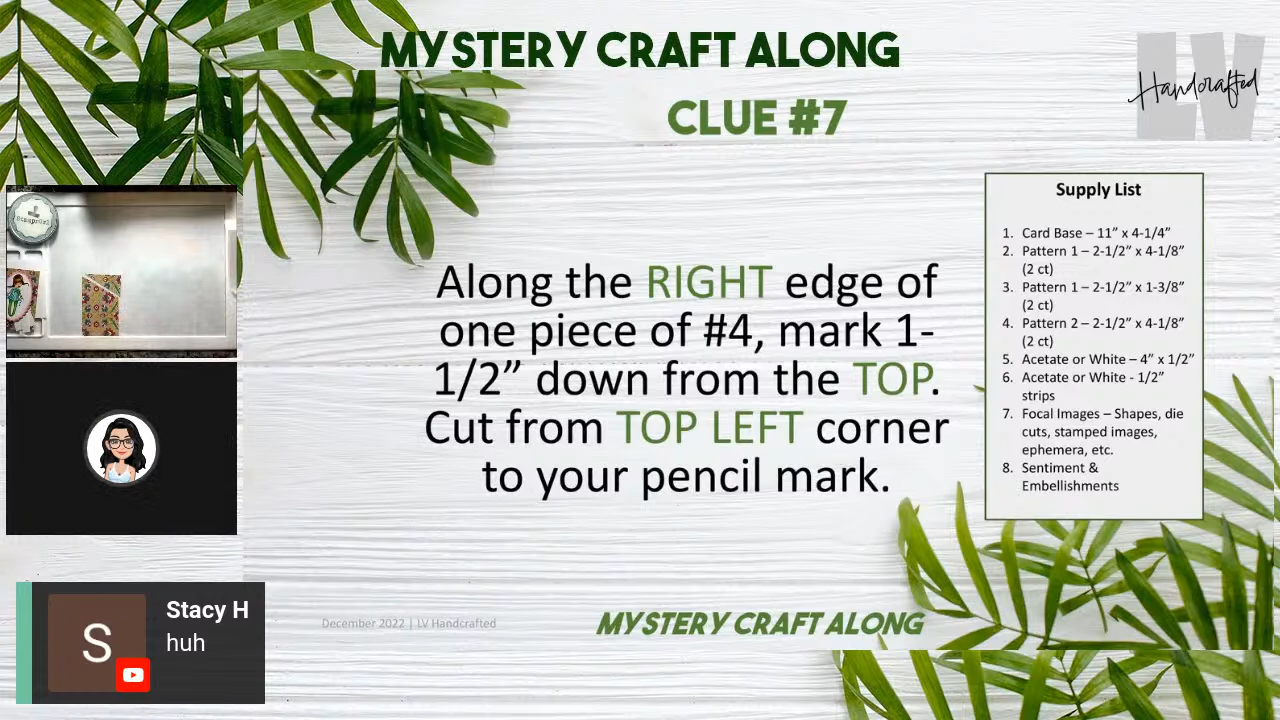 MYSTERY CRAFT ALONG
CLUE #7
Handcrafted
LV
Supply List
1. Card Base – 11” x 4-1/4”
2. Pattern 1 – 2-1/2” x 4-1/8”
(2 ct)
3. Pattern 1 – 2-1/2” x 1-3/8”
(2 ct)
4. Pattern 2 – 2-1/2” x 4-1/8”
(2 ct)
5. Acetate or White – 4” x 1/2”
6. Acetate or White - 1/2”
strips
7. Focal Images – Shapes, die
cuts, stamped images,
ephemera, etc.
8. Sentiment &
Embellishments
Along the RIGHT edge of
one piece of #4, mark 1-
1/2” down from the TOP.
Cut from TOP LEFT corner
to your pencil mark.
S
Stacy H
huh
December 2022 | LV Handcrafted
MYSTERY CRAFT ALONG